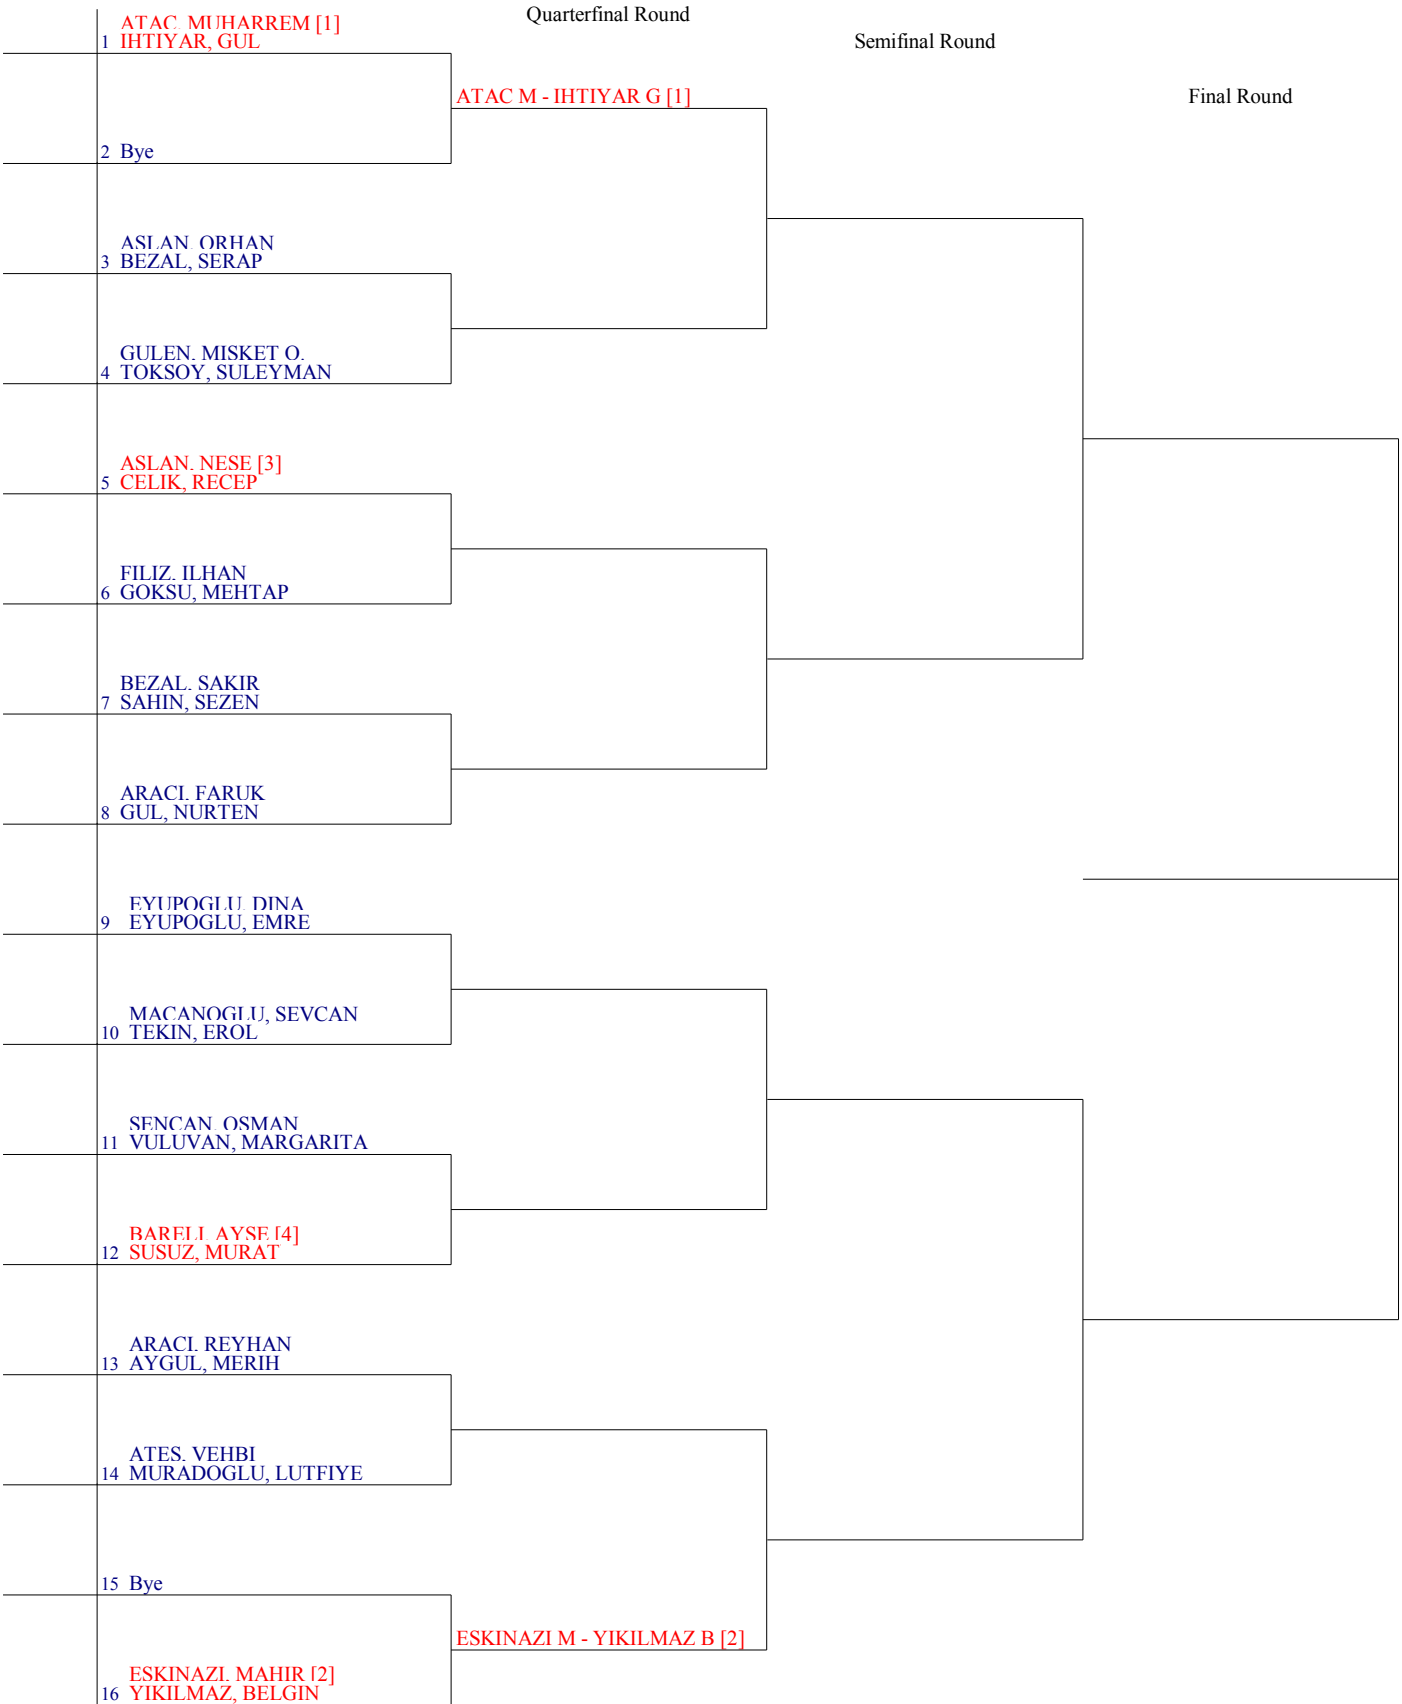 Quarterfinal Round
Semifinal Round
Final Round
ATAC, MUHARREM [1]
1 IHTIYAR, GUL
ATAC M - IHTIYAR G [1]
2 Bye
ASLAN, ORHAN
3 BEZAL, SERAP
GULEN, MISKET O.
4 TOKSOY, SULEYMAN
ASLAN, NESE [3]
5 CELIK, RECEP
FILIZ, ILHAN
6 GOKSU, MEHTAP
BEZAL, SAKIR
7 SAHIN, SEZEN
ARACI, FARUK
8 GUL, NURTEN
EYUPOGLU, DINA
9 EYUPOGLU, EMRE
MACANOGLU, SEVCAN
10 TEKIN, EROL
SENCAN, OSMAN
11 VULUVAN, MARGARITA
BARELI, AYSE [4]
12 SUSUZ, MURAT
ARACI, REYHAN
13 AYGUL, MERIH
ATES, VEHBI
14 MURADOGLU, LUTFIYE
15 Bye
ESKINAZI M - YIKILMAZ B [2]
ESKINAZI, MAHIR [2]
16 YIKILMAZ, BELGIN